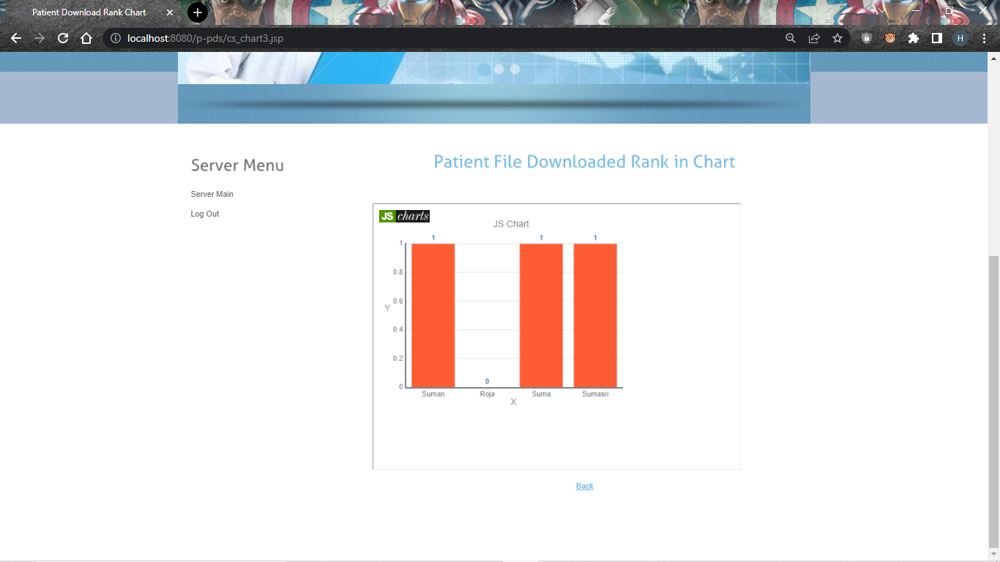 Patient Download Rank Chart
localhost:8080/p-pds/cs_chart3.jsp
H
Server Menu
Server Main
Log Out
Patient File Downloaded Rank in Chart
JS charts
JS Chart
1 0 1 1
1
0.8
0.6
0.4
0.2
0
Y
Suman Roja Suma Sumasri
X
Back